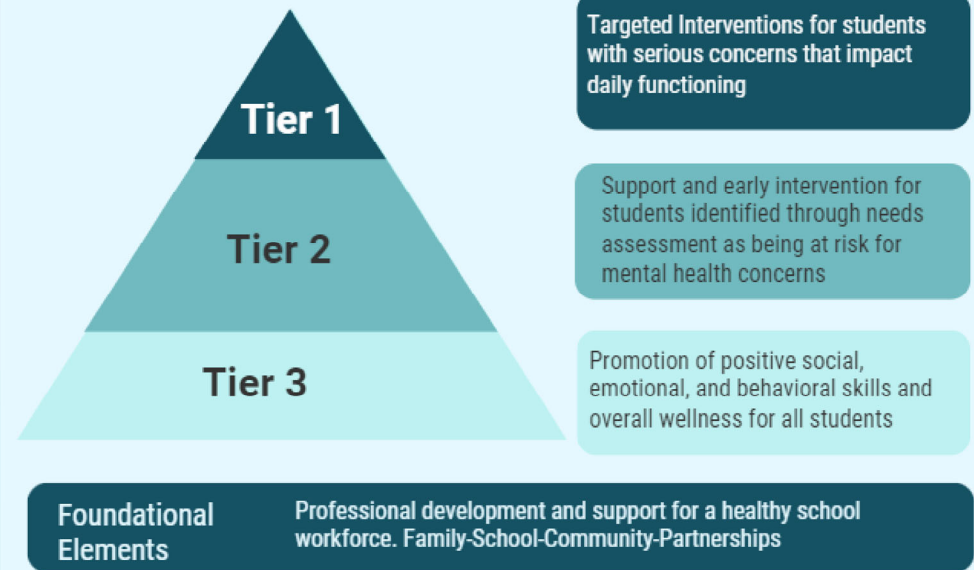 Tier 1
Targeted Interventions for students
with serious concerns that impact
daily functioning
Tier 2
Support and early intervention for
students identified through needs
assessment as being at risk for
mental health concerns
Tier 3
Promotion of positive social,
emotional, and behavioral skills and
overall wellness for all students
Foundational
Elements
Professional development and support for a healthy school
workforce. Family-School-Community-Partnerships